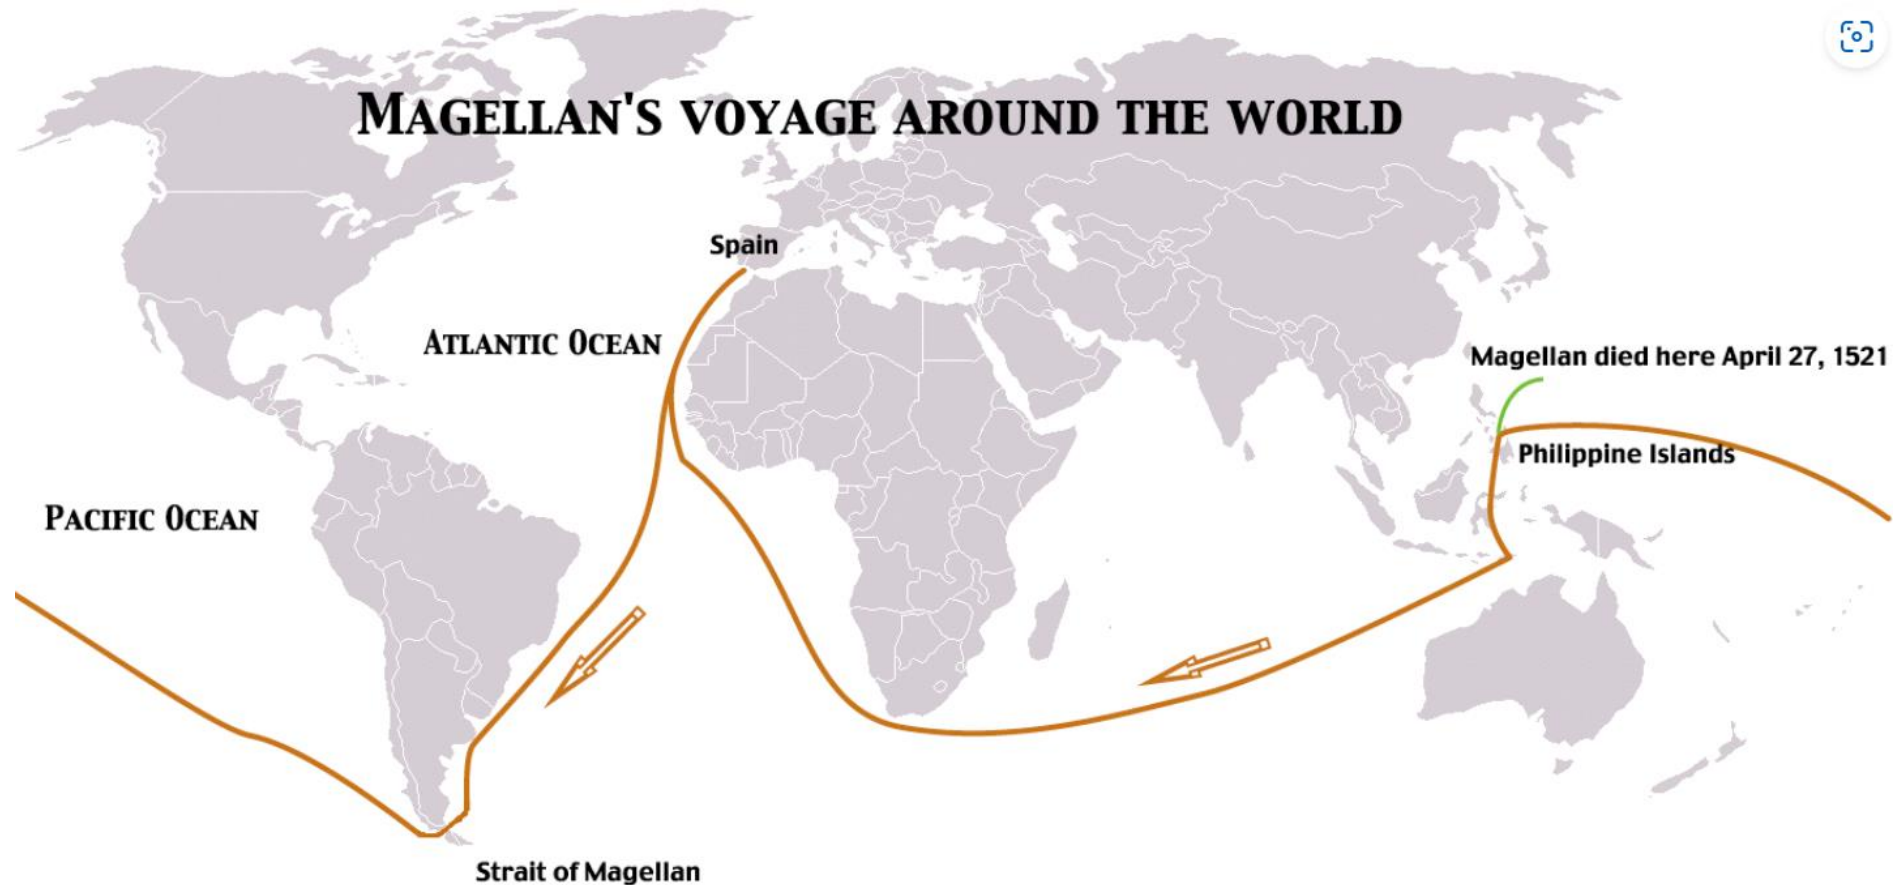 MAGELLAN'S VOYAGE AROUND THE WORLD
Spain
ATLANTIC OCEAN
Magellan died here April 27, 1521
Philippine Islands
PACIFIC OCEAN
Strait of Magellan